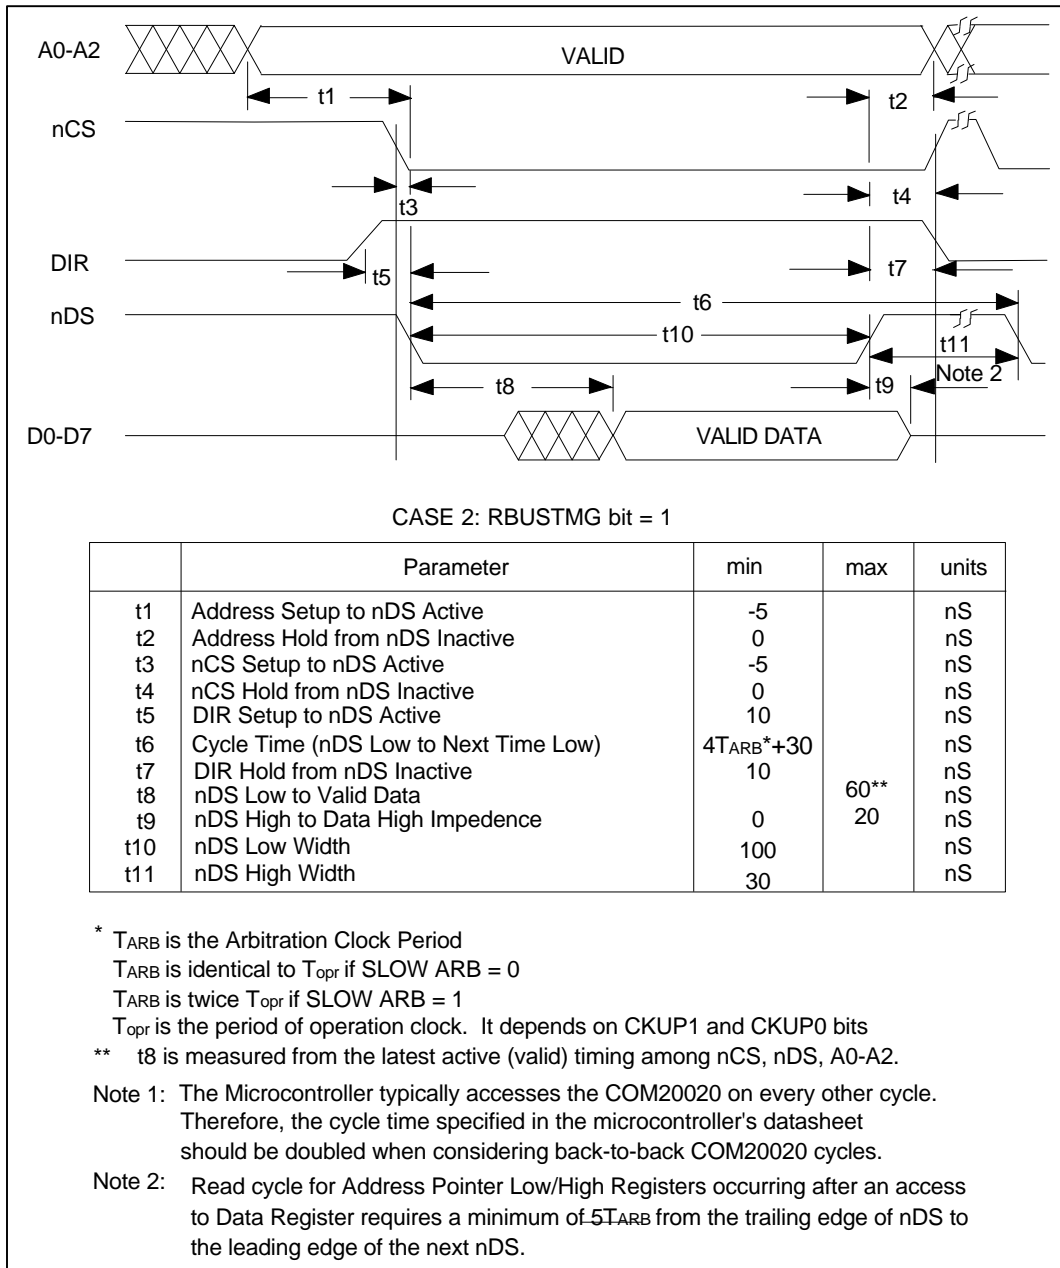 A0-A2
VALID
t1
t2
nCS
t3
t4
DIR
t5
t7
nDS
t6
t10
t11
Note 2
t8
t9
D0-D7
VALID DATA
CASE 2: RBUSTMG bit = 1
Parameter min max units
t1 Address Setup to nDS Active -5 nS
t2 Address Hold from nDS Inactive 0 nS
t3 nCS Setup to nDS Active -5 nS
t4 nCS Hold from nDS Inactive 0 nS
t5 DIR Setup to nDS Active 10 nS
t6 Cycle Time (nDS Low to Next Time Low) 4TARB*+30 nS
t7 DIR Hold from nDS Inactive 10 nS
t8 nDS Low to Valid Data 60** nS
t9 nDS High to Data High Impedence 0 20 nS
t10 nDS Low Width 100 nS
t11 nDS High Width 30 nS
* TARB is the Arbitration Clock Period
TARB is identical to Topr if SLOW ARB = 0
TARB is twice Topr if SLOW ARB = 1
Topr is the period of operation clock. It depends on CKUP1 and CKUP0 bits
** t8 is measured from the latest active (valid) timing among nCS, nDS, A0-A2.
Note 1: The Microcontroller typically accesses the COM20020 on every other cycle.
Therefore, the cycle time specified in the microcontroller's datasheet
should be doubled when considering back-to-back COM20020 cycles.
Note 2: Read cycle for Address Pointer Low/High Registers occurring after an access
to Data Register requires a minimum of 5TARB from the trailing edge of nDS to
the leading edge of the next nDS.